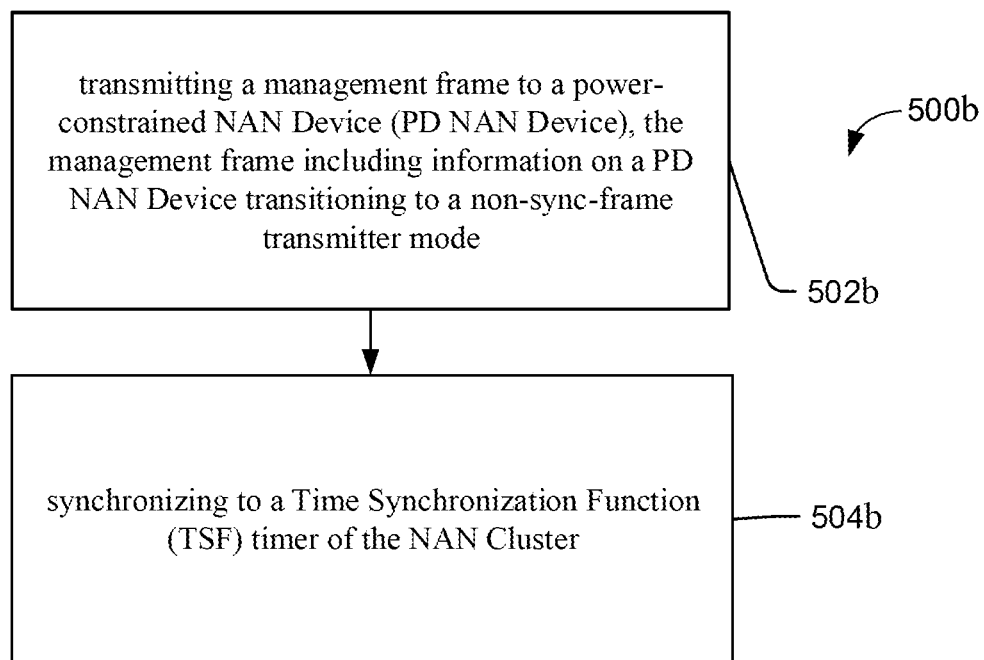 transmitting a management frame to a power-
constrained NAN Device (PD NAN Device), the
management frame including information on a PD
NAN Device transitioning to a non-sync-frame
transmitter mode
500b
502b
synchronizing to a Time Synchronization Function
(TSF) timer of the NAN Cluster
504b